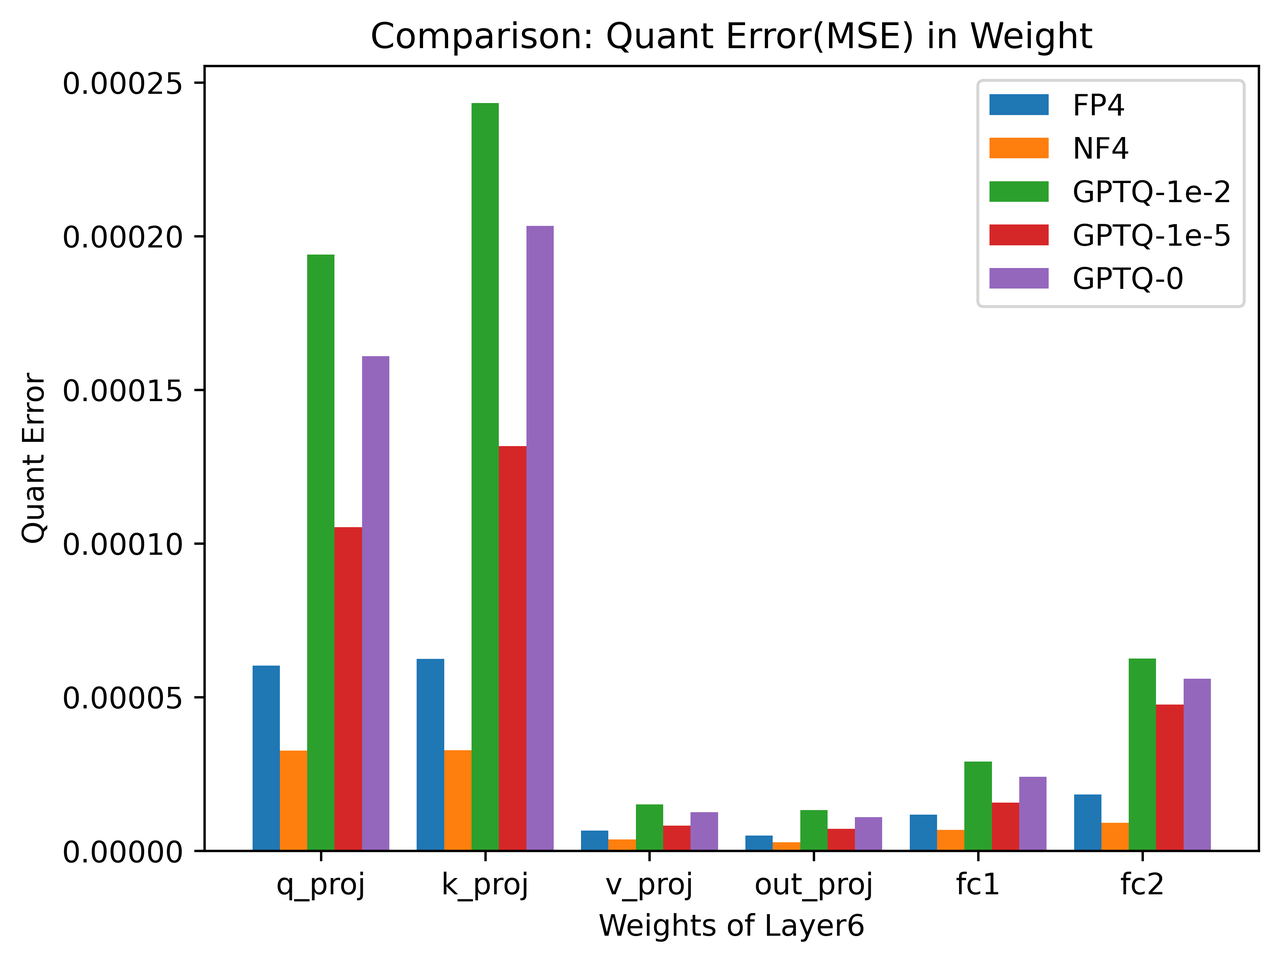 Comparison: Quant Error(MSE) in Weight
0.00025
0.00020
0.00015
0.00010
0.00005
0.00000
Quant Error
FP4
NF4
GPTQ-1e-2
GPTQ-1e-5
GPTQ-0
q_proj
k_proj
v_proj
out_proj
fc1
fc2
Weights of Layer6